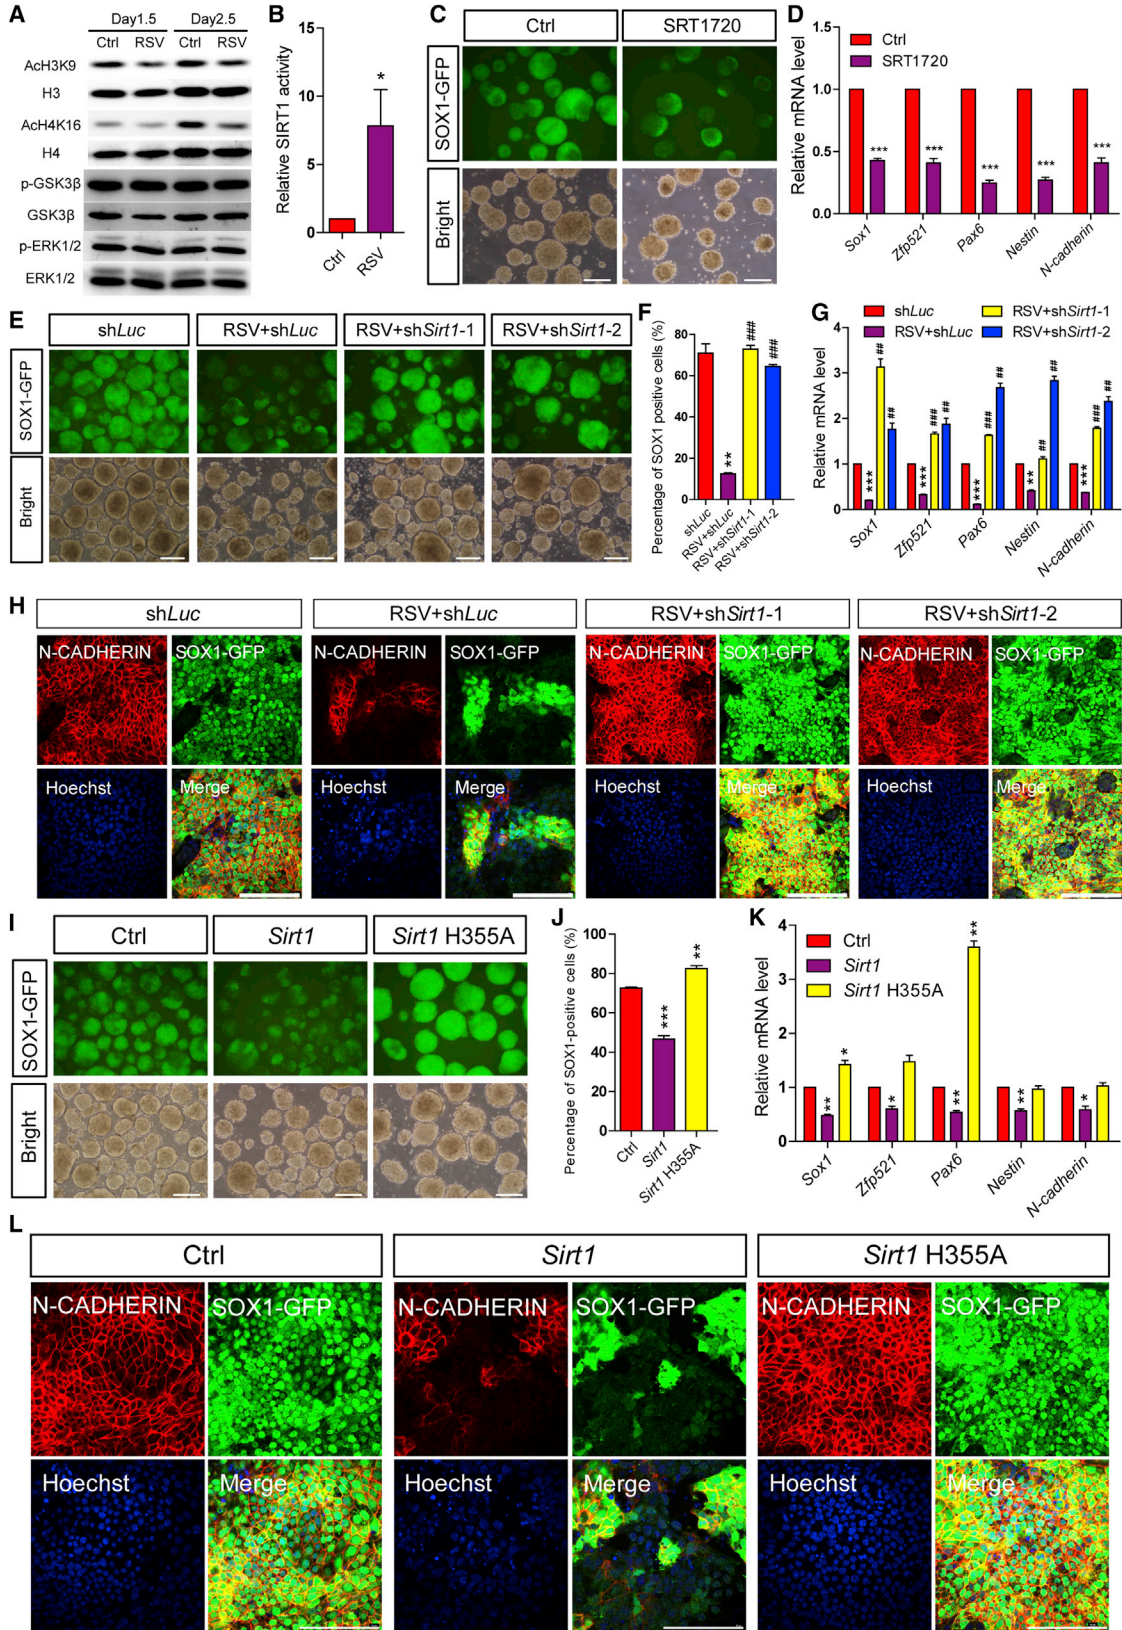 A
Day1.5 Day2.5
Ctrl RSV Ctrl RSV
AcH3K9
H3
AcH4K16
H4
p-GSK3β
GSK3β
p-ERK1/2
ERK1/2
B
Relative SIRT1 activity
15
10
5
0
*
Ctrl RSV
C
Ctrl SRT1720
SOX1-GFP
Bright
D
Relative mRNA level
Ctrl
SRT1720
1.5
1.0
0.5
0.0
*** *** *** *** ***
Sox1 Zfp521 Pax6 Nestin N-cadherin
E
shLuc RSV+shLuc RSV+shSirt1-1 RSV+shSirt1-2
SOX1-GFP
Bright
F
Percentage of SOX1 positive cells (%)
80
60
40
20
0
** ### ###
shLuc RSV+shLuc RSV+shSirt1-1 RSV+shSirt1-2
G
shLuc RSV+shSirt1-1
RSV+shLuc RSV+shSirt1-2
Relative mRNA level
4
3
2
1
0
*** ## ## *** ### ## *** ### ## ** ## ## *** ### ##
Sox1 Zfp521 Pax6 Nestin N-cadherin
H
shLuc RSV+shLuc RSV+shSirt1-1 RSV+shSirt1-2
N-CADHERIN SOX1-GFP N-CADHERIN SOX1-GFP N-CADHERIN SOX1-GFP N-CADHERIN SOX1-GFP
Hoechst Merge Hoechst Merge Hoechst Merge Hoechst Merge
I
Ctrl Sirt1 Sirt1 H355A
SOX1-GFP
Bright
J
Percentage of SOX1-positive cells (%)
100
80
60
40
20
0
*** **
Ctrl Sirt1 Sirt1 H355A
K
Relative mRNA level
Ctrl
Sirt1
Sirt1 H355A
4
3
2
1
0
** * * ** ** ** *
Sox1 Zfp521 Pax6 Nestin N-cadherin
L
Ctrl Sirt1 Sirt1 H355A
N-CADHERIN SOX1-GFP N-CADHERIN SOX1-GFP N-CADHERIN SOX1-GFP
Hoechst Merge Hoechst Merge Hoechst Merge